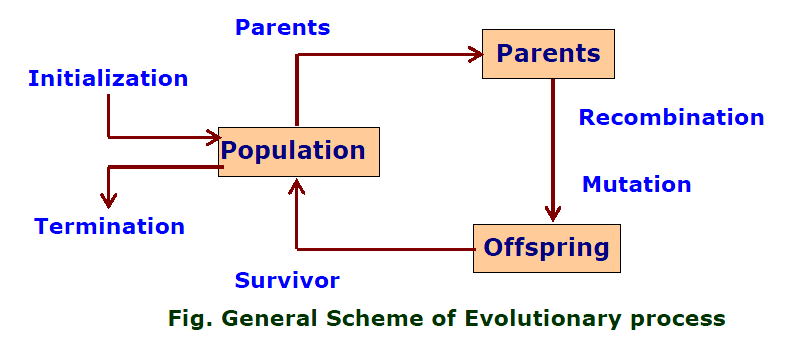 Parents
Parents
Initialization
Recombination
Population
Mutation
Termination
Offspring
Survivor
Fig. General Scheme of Evolutionary process